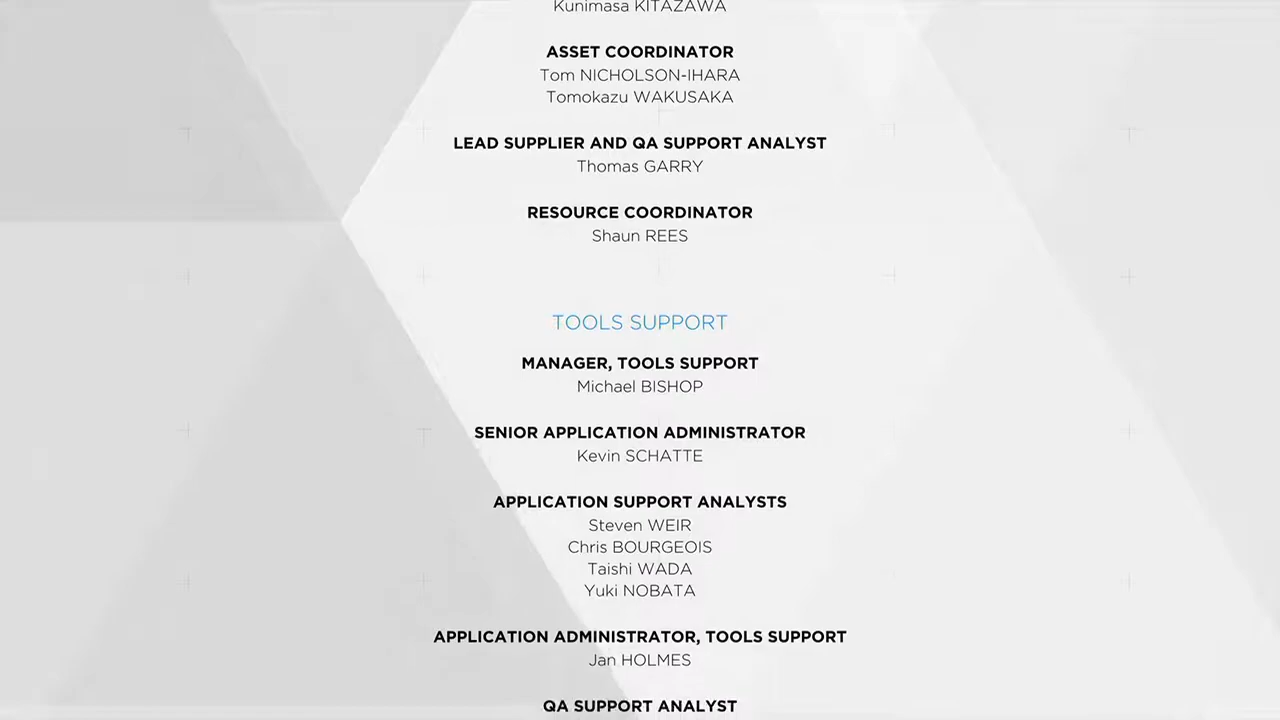 Kunimasa KITAZAWA
ASSET COORDINATOR
Tom NICHOLSON-IHARA
Tomokazu WAKUSAKA
LEAD SUPPLIER AND QA SUPPORT ANALYST
Thomas GARRY
RESOURCE COORDINATOR
Shaun REES
TOOLS SUPPORT
MANAGER, TOOLS SUPPORT
Michael BISHOP
SENIOR APPLICATION ADMINISTRATOR
Kevin SCHATTE
APPLICATION SUPPORT ANALYSTS
Steven WEIR
Chris BOURGEOIS
Taishi WADA
Yuki NOBATA
APPLICATION ADMINISTRATOR, TOOLS SUPPORT
Jan HOLMES
QA SUPPORT ANALYST